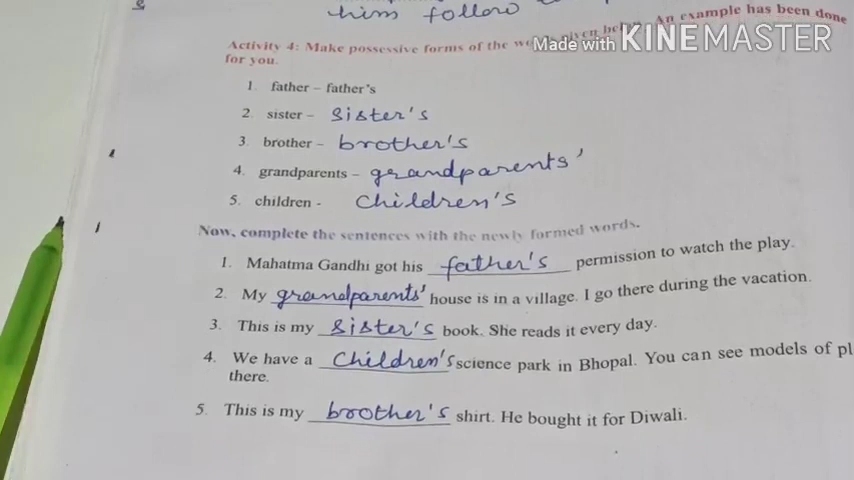 him follow
Activity 4: Make possessive forms of the words given below. An example has been done
for you.
Made with KINEMASTER
1. father – father's
2. sister – sister's
3. brother – brother's
4. grandparents – grandparents'
5. children - children's
Now, complete the sentences with the newly formed words.
1. Mahatma Gandhi got his father's permission to watch the play.
2. My grandparents' house is in a village. I go there during the vacation.
3. This is my sister's book. She reads it every day.
4. We have a children's science park in Bhopal. You can see models of pl
there.
5. This is my brother's shirt. He bought it for Diwali.